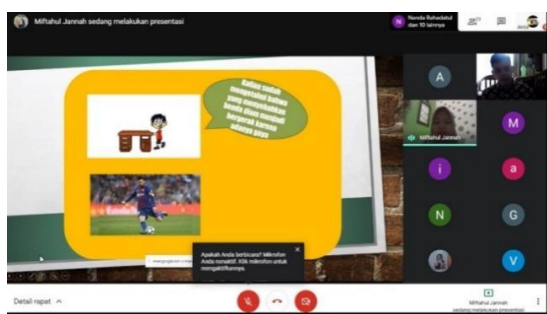 Miftahul Jannah sedang melakukan presentasi
N
Nanda Rahadatul
dan 10 lainnya
Kalian sudah
mengetahui bahwa
yang menyebabkan
benda diam menjadi
bergerak karena
adanya gaya
A
Miftahul Jannah
M
i
a
N
G
V
Apakah Anda berbicara? Mikrofon
Anda nonaktif. Klik mikrofon untuk
mengaktifkannya.
Detail rapat
Miftahul Jannah
sedang melakukan presentasi